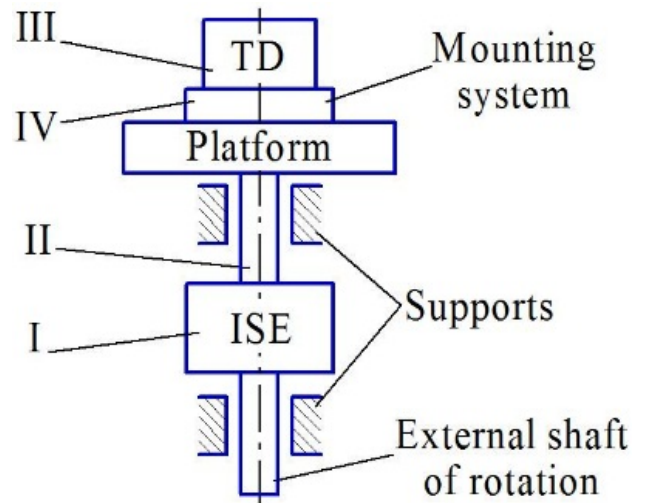 III
TD
Mounting
system
IV
Platform
II
Supports
I
ISE
External shaft
of rotation